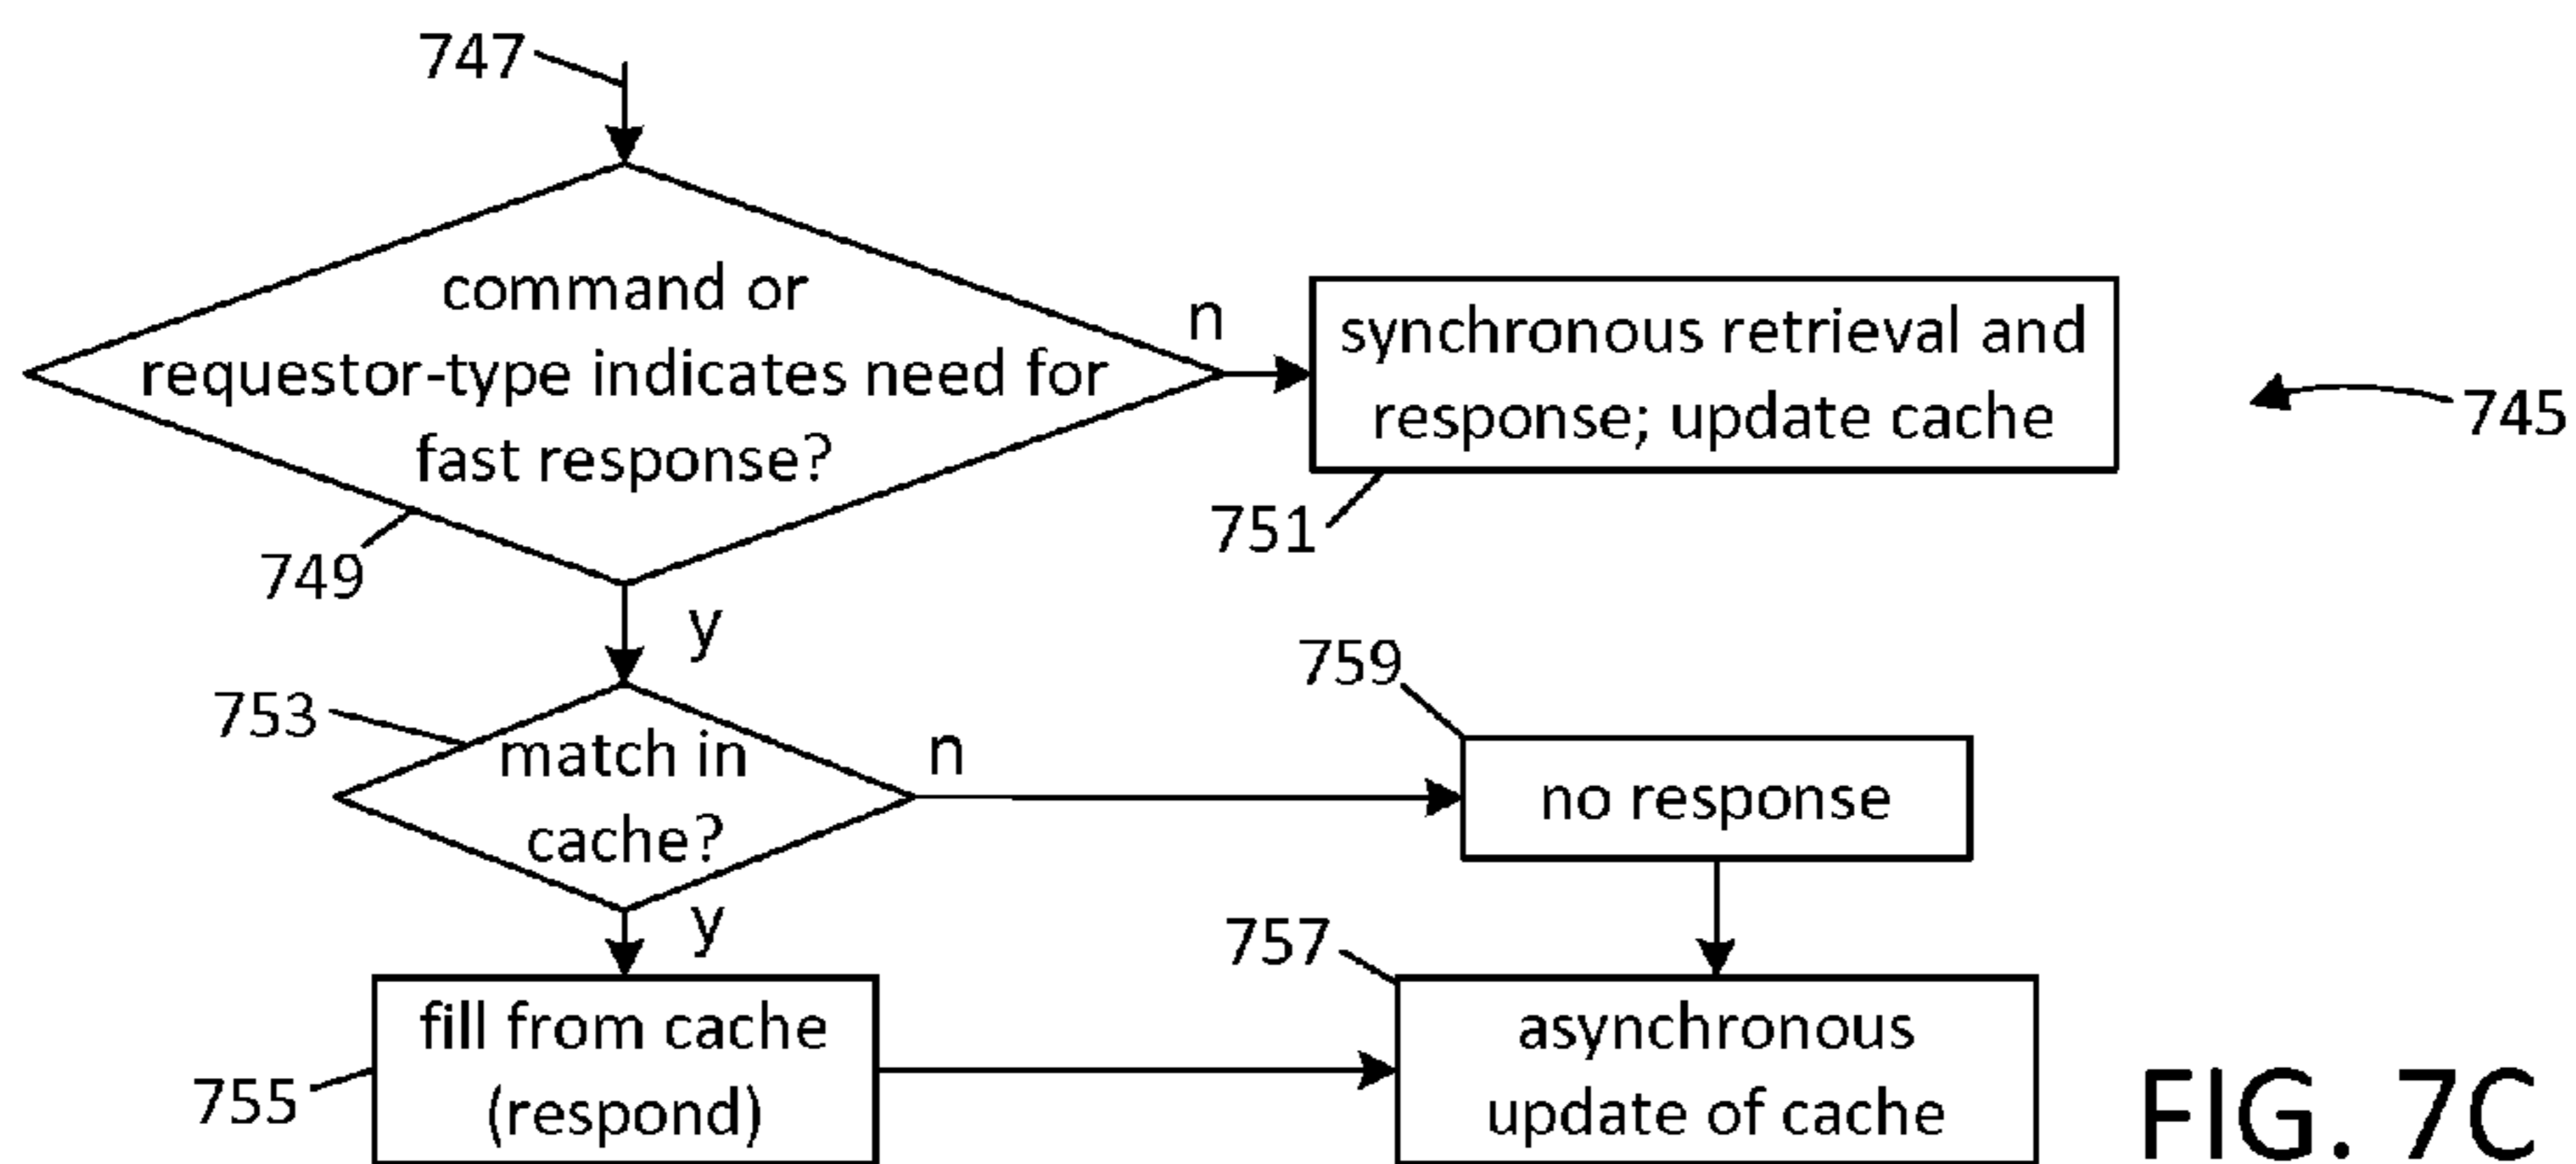 747
command or
requestor-type indicates need for
fast response?
n
synchronous retrieval and
response; update cache
745
751
749
y
753
match in
cache?
n
759
no response
y
757
fill from cache
(respond)
755
asynchronous
update of cache
FIG. 7C